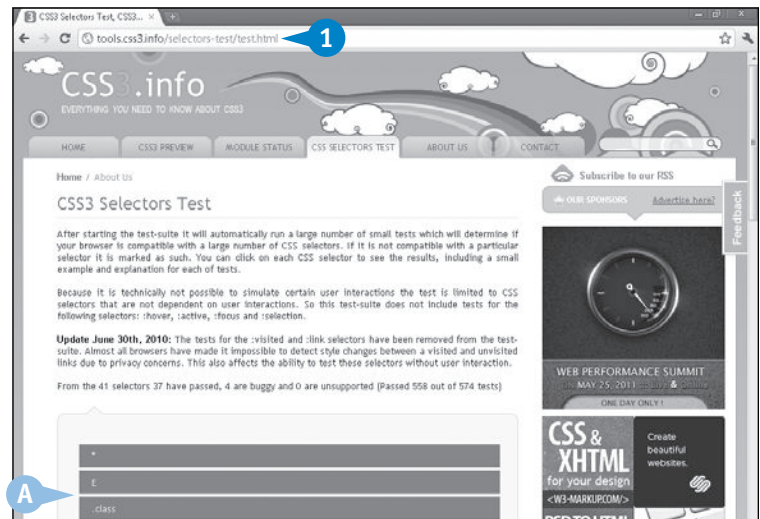 CSS3 Selectors Test, CSS3...
tools.css3.info/selectors-test/test.html
1
CSS3.info
EVERYTHING YOU NEED TO KNOW ABOUT CSS3
HOME
CSS3 PREVIEW
MODULE STATUS
CSS SELECTORS TEST
ABOUT US
CONTACT
Home / About Us
CSS3 Selectors Test
After starting the test-suite it will automatically run a large number of small tests which will determine if
your browser is compatible with a large number of CSS selectors. If it is not compatible with a particular
selector it is marked as such. You can click on each CSS selector to see the results, including a small
example and explanation for each of tests.
Because it is technically not possible to simulate certain user interactions the test is limited to CSS
selectors that are not dependent on user interactions. So this test-suite does not include tests for the
following selectors: :hover, :active, :focus and :selection.
Update June 30th, 2010: The tests for the :visited and :link selectors have been removed from the test-
suite. Almost all browsers have made it impossible to detect style changes between a visited and unvisited
links due to privacy concerns. This also affects the ability to test these selectors without user interaction.
From the 41 selectors 37 have passed, 4 are buggy and 0 are unsupported (Passed 558 out of 574 tests)
*
E
.class
A
Subscribe to our RSS
OUR SPONSORS
Advertise here?
Feedback
WEB PERFORMANCE SUMMIT
ON MAY 25, 2011 ::: Live & Online
ONE DAY ONLY!
CSS &
XHTML
for your design
<W3-MARKUP.COM/>
PSD TO HTML
Create
beautiful
websites.